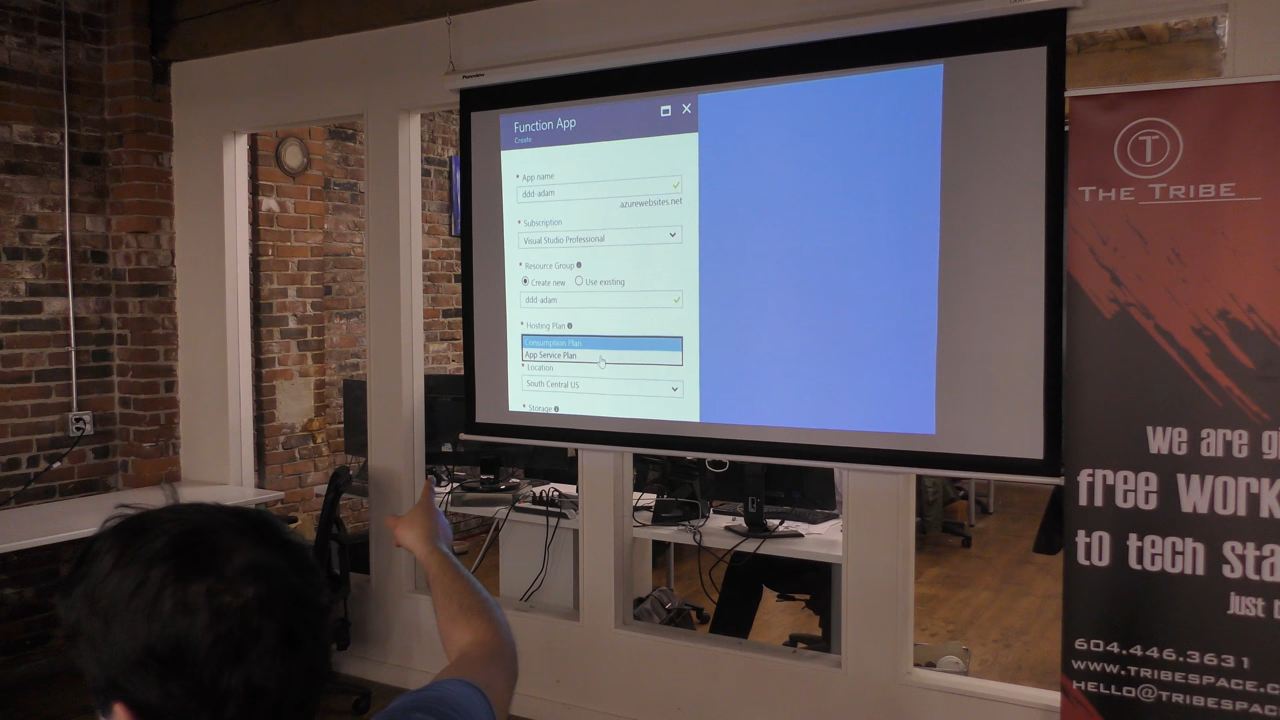 Function App
Create
* App name
ddd-adam
.azurewebsites.net
* Subscription
Visual Studio Professional
* Resource Group
Create new
Use existing
ddd-adam
* Hosting Plan
Consumption Plan
App Service Plan
* Location
South Central US
* Storage
T
THE TRIBE
we are gi
free work
to tech sta
Just
604.446.3631
WWW.TRIBESPACE.C
HELLO@TRIBESPAC